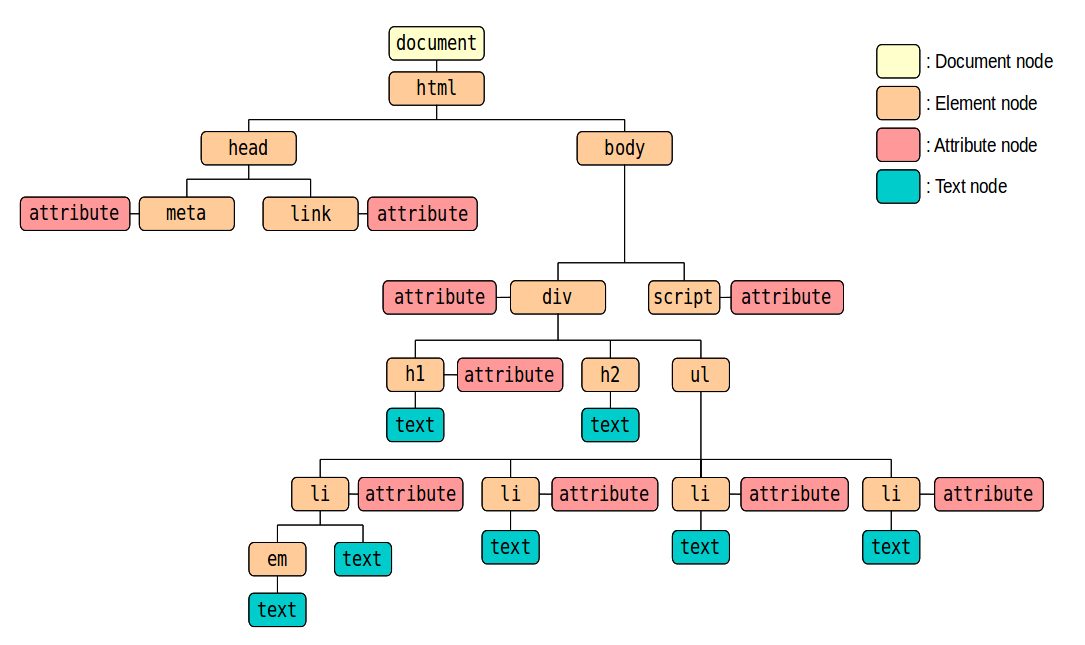 document
: Document node
html
: Element node
head
body
: Attribute node
: Text node
attribute
meta
link
attribute
attribute
div
script
attribute
h1
attribute
h2
ul
text
text
li
attribute
li
attribute
li
attribute
li
attribute
em
text
text
text
text
text